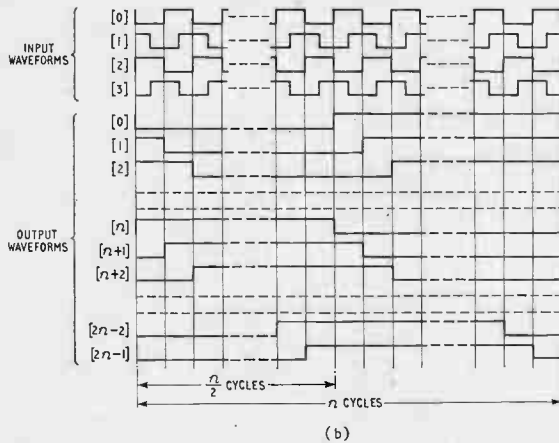 [0]
[1]
INPUT
WAVEFORMS
[2]
[3]
[0]
[1]
[2]
OUTPUT
WAVEFORMS
[n]
[n+1]
[n+2]
[2n-2]
[2n-1]
n/2 CYCLES
n CYCLES
(b)